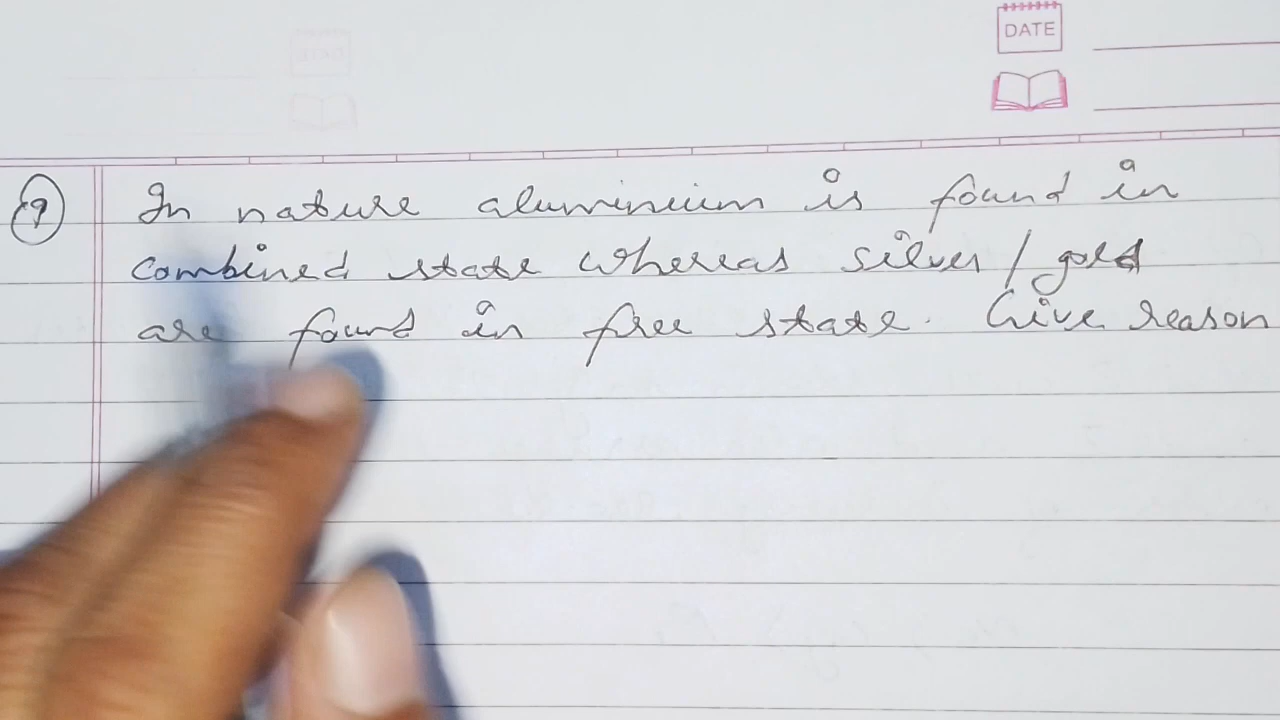 DATE
9 In nature aluminium is found in
combined state whereas silver/gold
are found in free state. Give reason